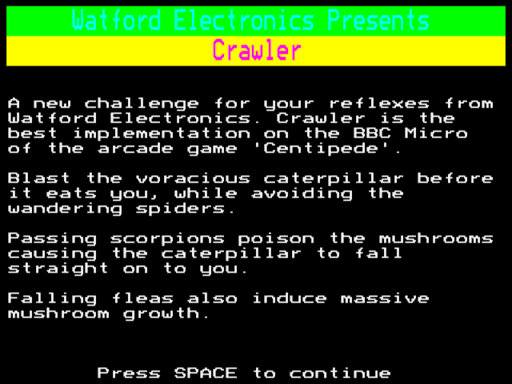 Watford Electronics Presents
Crawler
A new challenge for your reflexes from
Watford Electronics. Crawler is the
best implementation on the BBC Micro
of the arcade game 'Centipede'.
Blast the voracious caterpillar before
it eats you, while avoiding the
wandering spiders.
Passing scorpions poison the mushrooms
causing the caterpillar to fall
straight on to you.
Falling fleas also induce massive
mushroom growth.
Press SPACE to continue